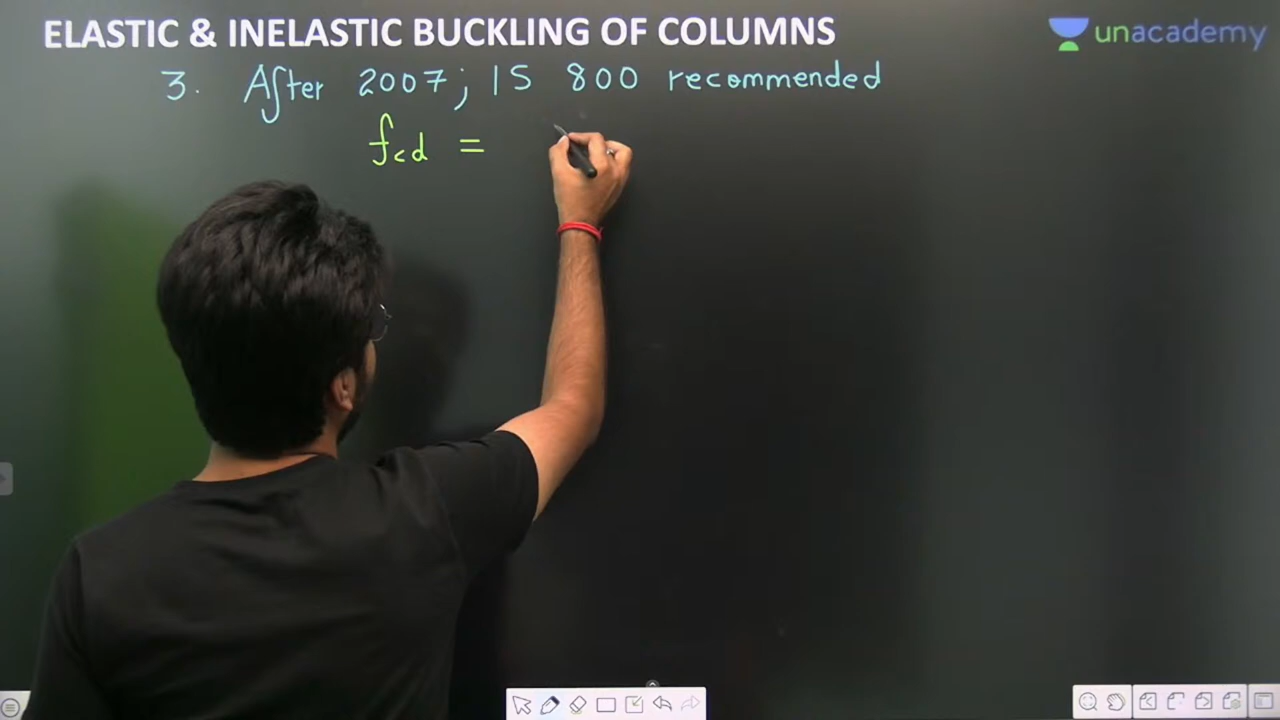 ELASTIC & INELASTIC BUCKLING OF COLUMNS
unacademy
3. After 2007; IS 800 recommended
fcd =